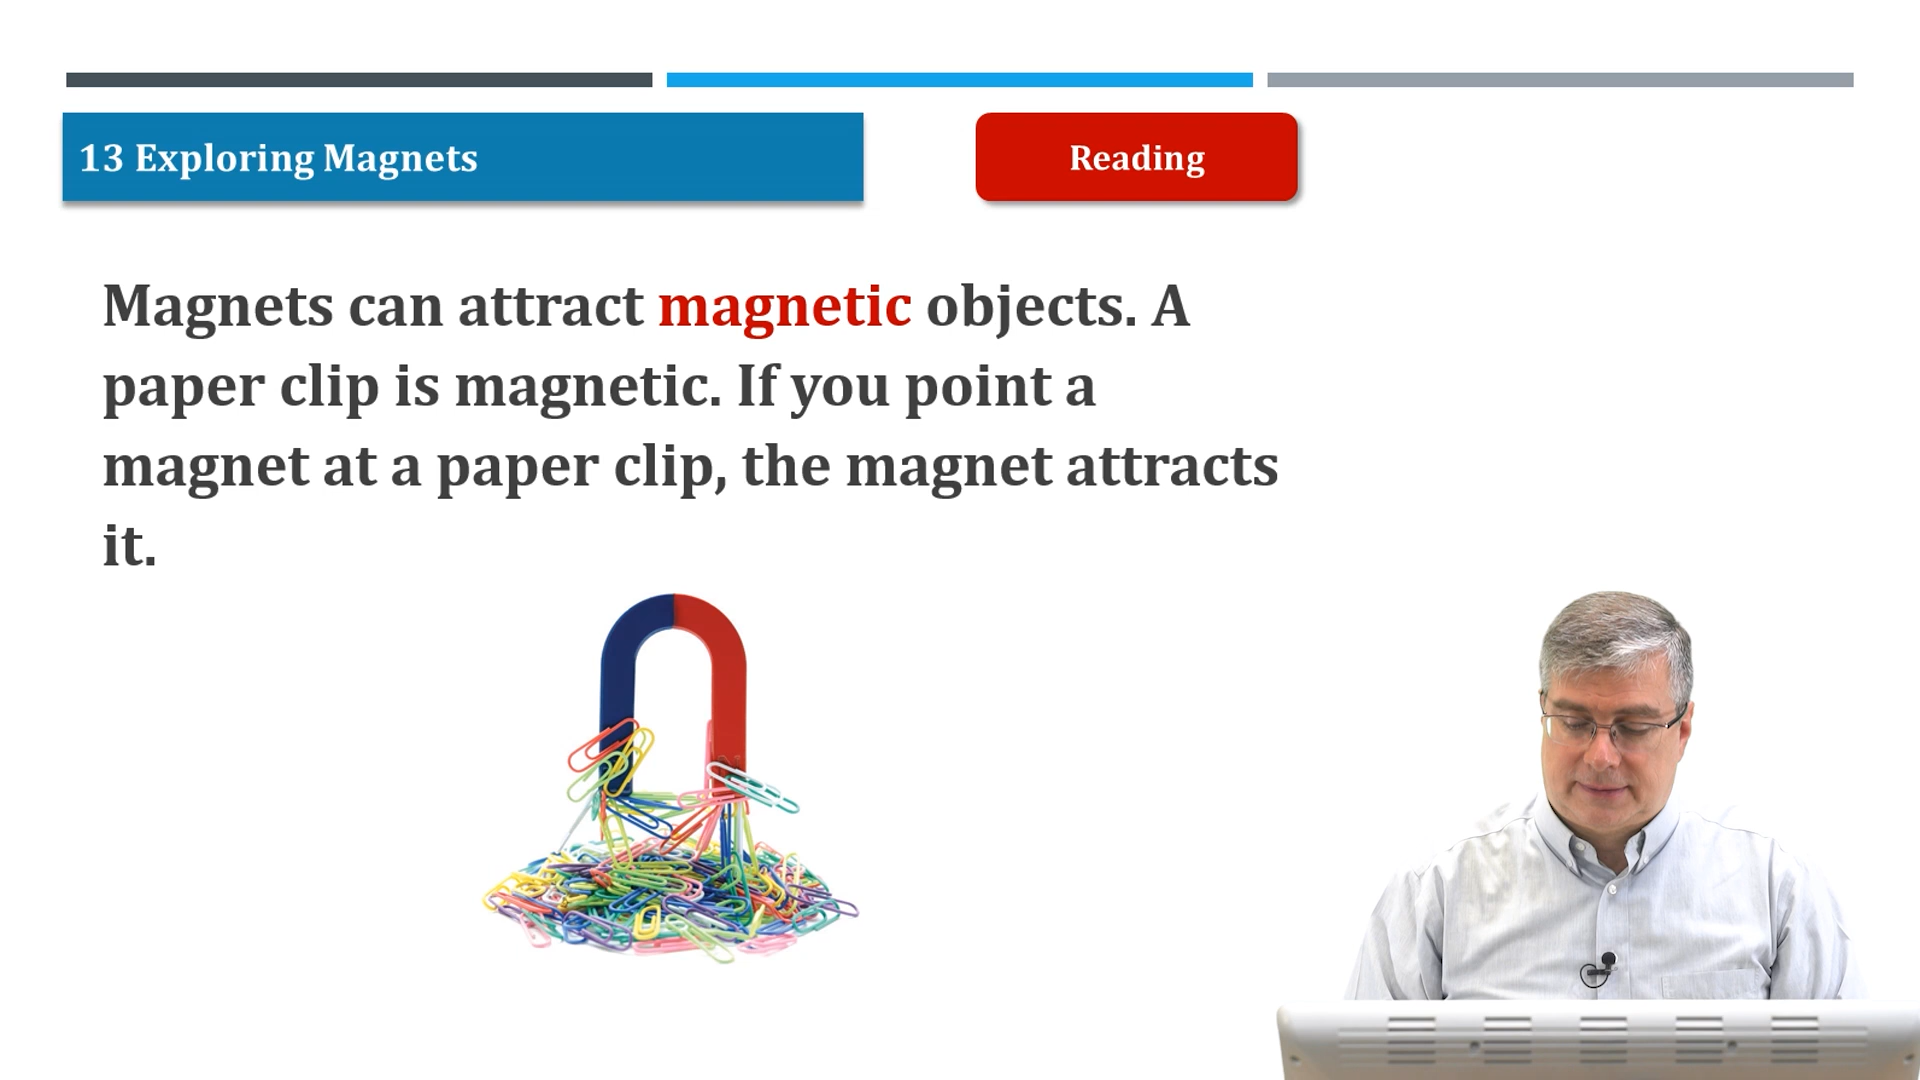 13 Exploring Magnets
Reading
Magnets can attract magnetic objects. A
paper clip is magnetic. If you point a
magnet at a paper clip, the magnet attracts
it.